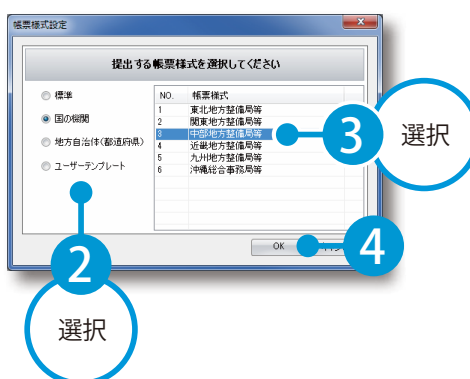 帳票様式設定
提出する帳票様式を選択してください
標準
国の機関
地方自治体(都道府県)
ユーザーテンプレート
NO. 帳票様式
1 東北地方整備局等
2 関東地方整備局等
3 中部地方整備局等
4 近畿地方整備局等
5 九州地方整備局等
6 沖縄総合事務局等
3
選択
OK
4
2
選択